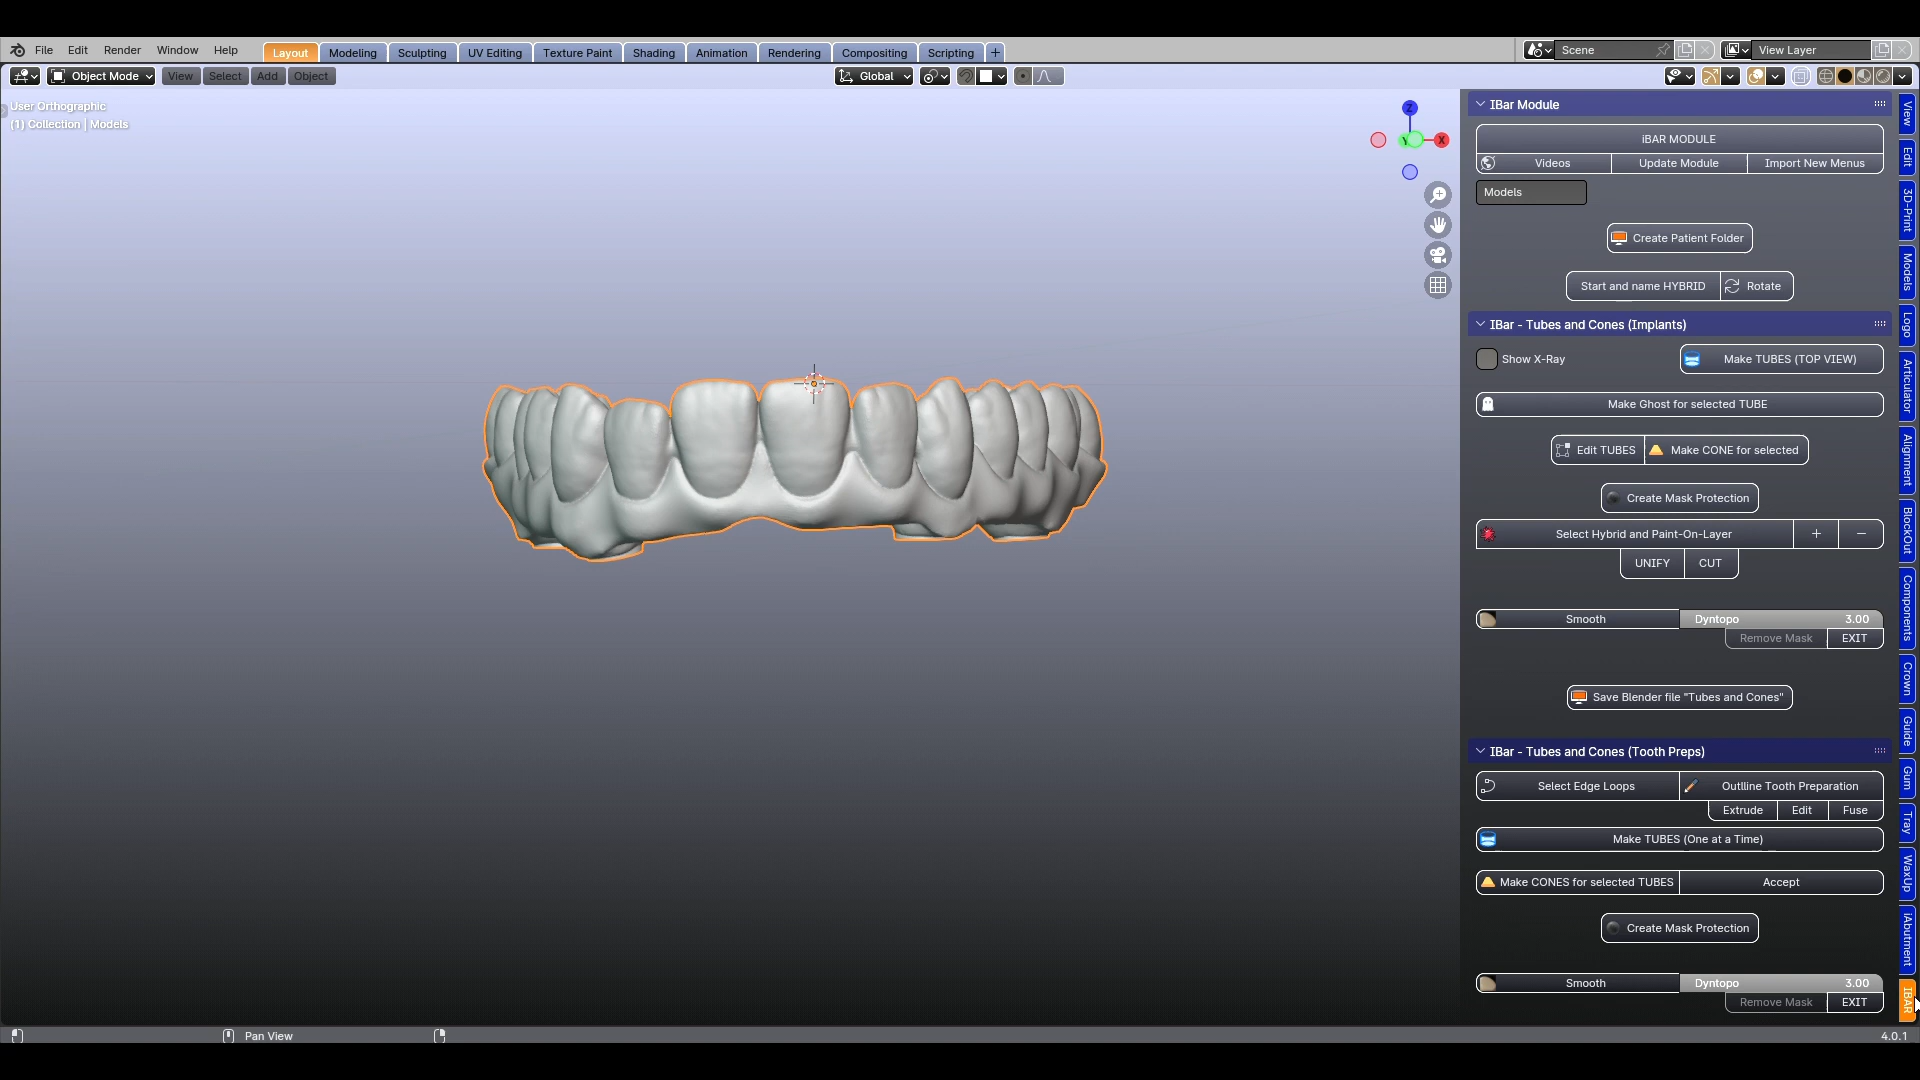 File Edit Render Window Help Layout Modeling Sculpting UV Editing Texture Paint Shading Animation Rendering Compositing Scripting + Scene View Layer
Object Mode View Select Add Object Global
User Orthographic
(1) Collection | Models
Z
Y X
IBar Module
iBAR MODULE
Videos Update Module Import New Menus
Models
Create Patient Folder
Start and name HYBRID Rotate
IBar - Tubes and Cones (Implants)
Show X-Ray Make TUBES (TOP VIEW)
Make Ghost for selected TUBE
Edit TUBES Make CONE for selected
Create Mask Protection
Select Hybrid and Paint-On-Layer + −
UNIFY CUT
Smooth Dyntopo 3.00
Remove Mask EXIT
Save Blender file "Tubes and Cones"
IBar - Tubes and Cones (Tooth Preps)
Select Edge Loops Outlline Tooth Preparation
Extrude Edit Fuse
Make TUBES (One at a Time)
Make CONES for selected TUBES Accept
Create Mask Protection
Smooth Dyntopo 3.00
Remove Mask EXIT
View
Edit
3D-Print
Models
Logo
Articulator
Alignment
BlockOut
Components
Crown
Guide
Gum
Tray
WaxUp
iAbutment
IBAR
Pan View
4.0.1